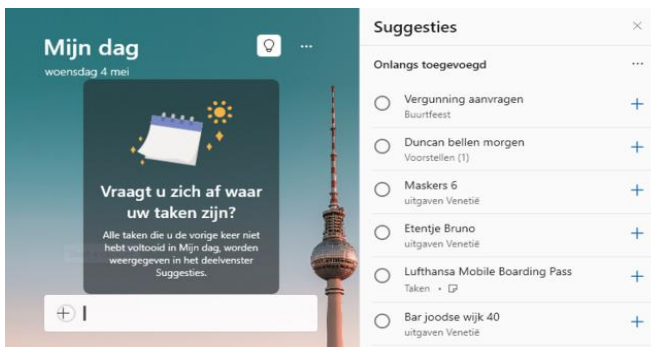 Mijn dag
woensdag 4 mei
Vraagt u zich af waar
uw taken zijn?
Alle taken die u de vorige keer niet
hebt voltooid in Mijn dag, worden
weergegeven in het deelvenster
Suggesties.
Suggesties
Onlangs toegevoegd
Vergunning aanvragen
Buurtfeest
Duncan bellen morgen
Voorstellen (1)
Maskers 6
uitgaven Venetië
Etentje Bruno
uitgaven Venetië
Lufthansa Mobile Boarding Pass
Taken •
Bar joodse wijk 40
uitgaven Venetië